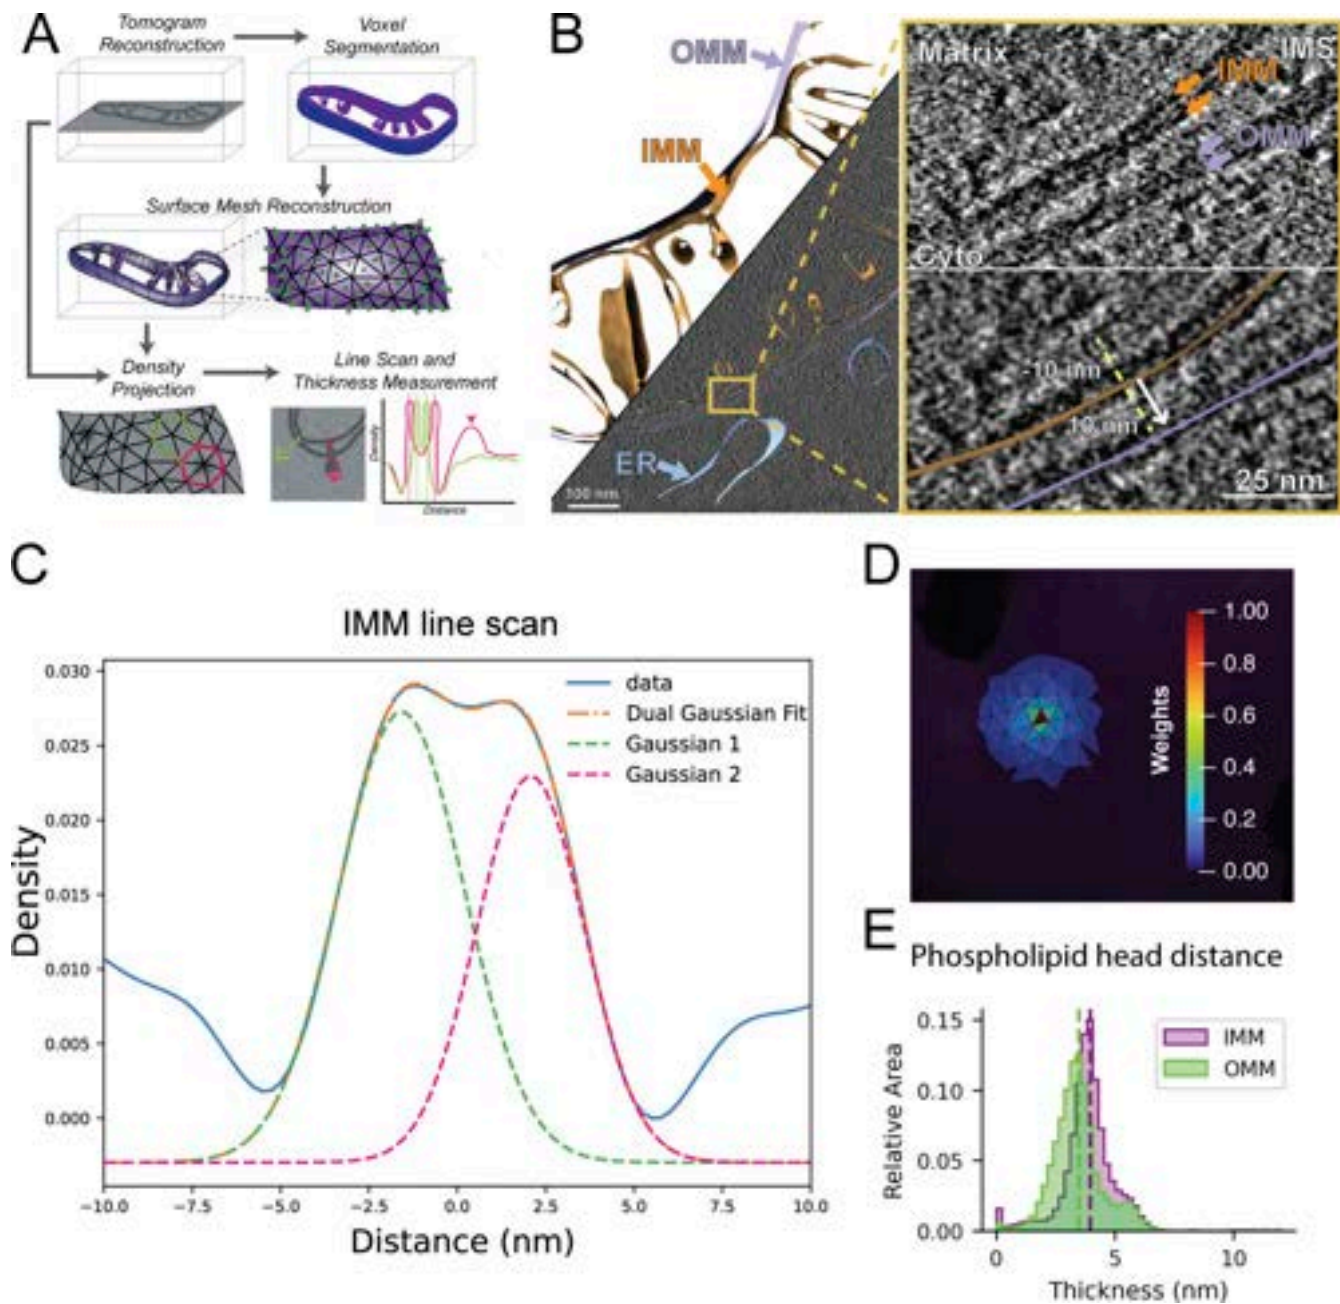 A
Tomogram
Reconstruction
Voxel
Segmentation
Surface Mesh Reconstruction
Density
Projection
Line Scan and
Thickness Measurement
Density
Distance
B
OMM
IMM
ER
100 nm
Matrix
IMS
IMM
OMM
Cyto
-10 nm
10 nm
25 nm
C
IMM line scan
0.030
0.025
0.020
0.015
0.010
0.005
0.000
Density
data
Dual Gaussian Fit
Gaussian 1
Gaussian 2
−10.0 −7.5 −5.0 −2.5 0.0 2.5 5.0 7.5 10.0
Distance (nm)
D
Weights
1.00
0.8
0.6
0.4
0.2
0.00
E
Phospholipid head distance
0.15
0.10
0.05
0.00
Relative Area
IMM
OMM
0 5 10
Thickness (nm)